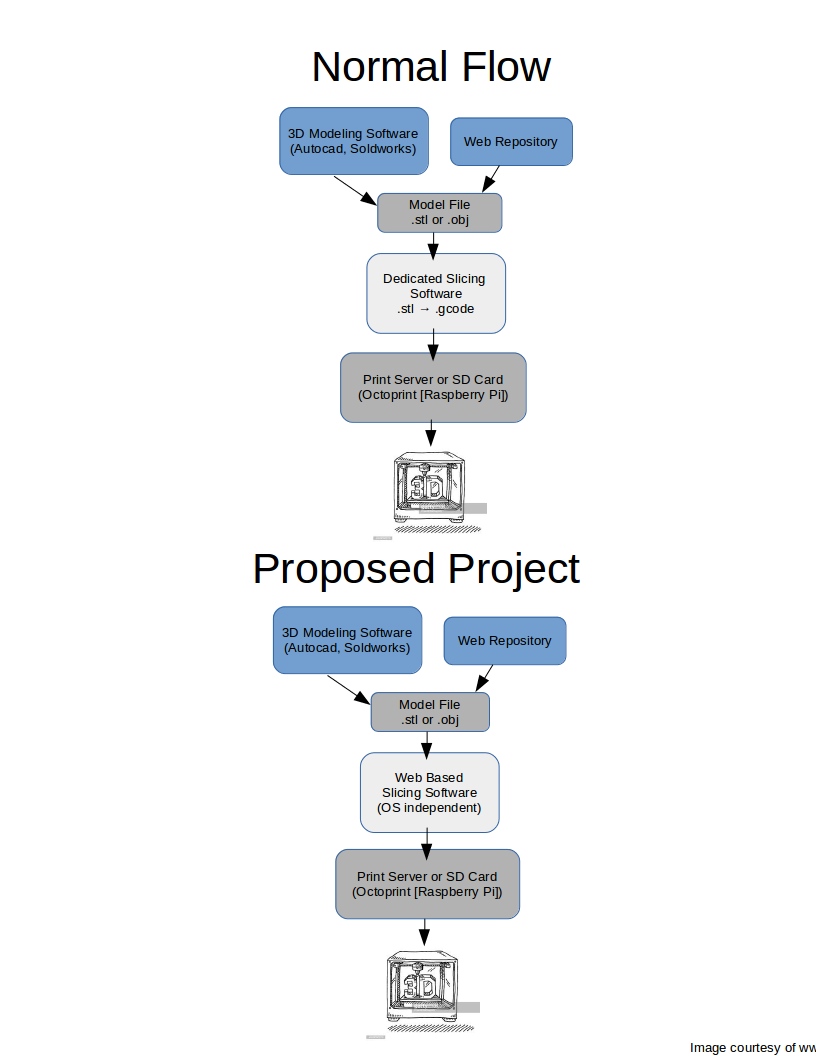 Normal Flow
3D Modeling Software
(Autocad, Soldworks)
Web Repository
Model File
.stl or .obj
Dedicated Slicing
Software
.stl → .gcode
Print Server or SD Card
(Octoprint [Raspberry Pi])
3D
Proposed Project
3D Modeling Software
(Autocad, Soldworks)
Web Repository
Model File
.stl or .obj
Web Based
Slicing Software
(OS independent)
Print Server or SD Card
(Octoprint [Raspberry Pi])
3D
Image courtesy of ww